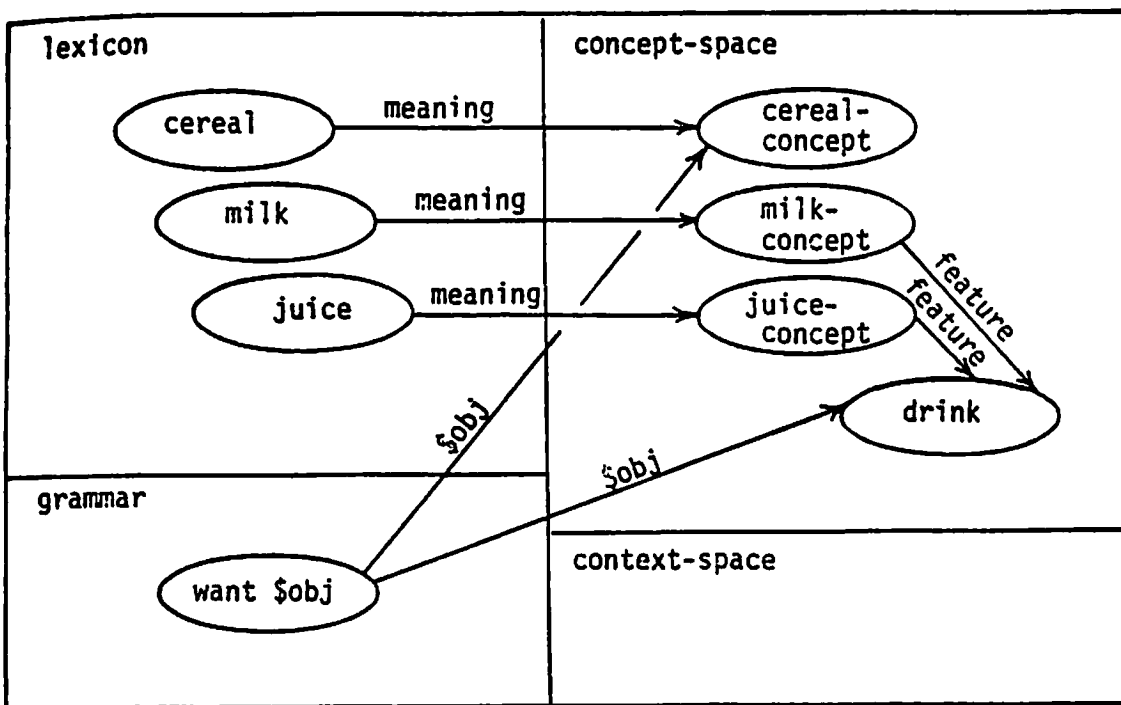 lexicon
concept-space
cereal
meaning
cereal-
concept
milk
meaning
milk-
concept
juice
meaning
juice-
concept
feature
feature
drink
$obj
$obj
grammar
want $obj
context-space